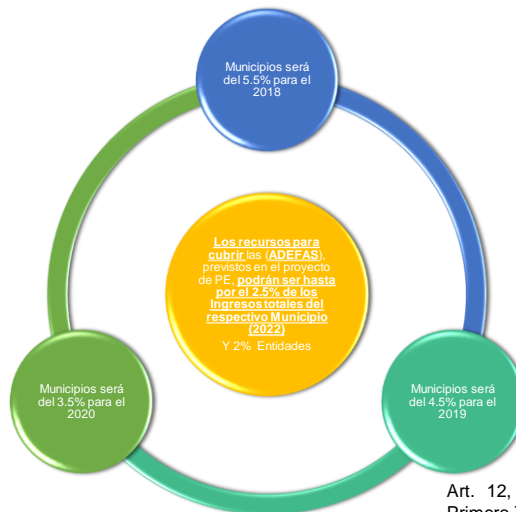 Municipios será
del 5.5% para el
2018
Los recursos para
cubrir las (ADEFAS),
previstos en el proyecto
de PE, podrán ser hasta
por el 2.5% de los
Ingresos totales del
respectivo Municipio
(2022)
Y 2% Entidades
Municipios será
del 3.5% para el
2020
Municipios será
del 4.5% para el
2019
Art. 12,